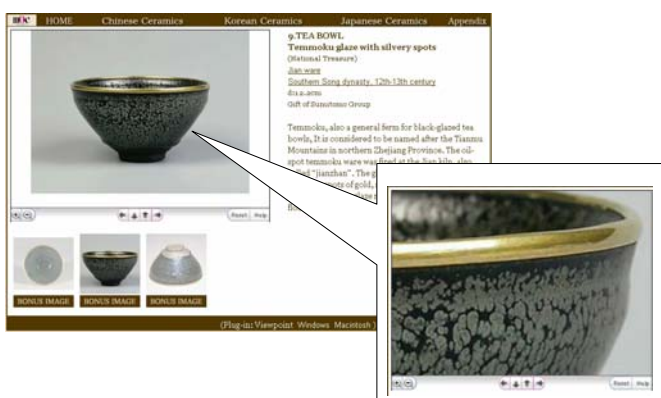 HOME Chinese Ceramics Korean Ceramics Japanese Ceramics Appendix
9.TEA BOWL
Temmoku glaze with silvery spots
(National Treasure)
Jian ware
Southern Song dynasty, 12th-13th century
Gift of Sumitomo Group
Temmoku, also a general term for black-glazed tea
bowls, It is considered to be named after the Tianmu
Mountains in northern Zhejiang Province. The oil-
spot temmoku ware was fired at the Jian kiln, also
"jianzhan". The
of gold,
Reset Help
BONUS IMAGE BONUS IMAGE BONUS IMAGE
(Plug-in: Viewpoint Windows Macintosh )
Reset Help